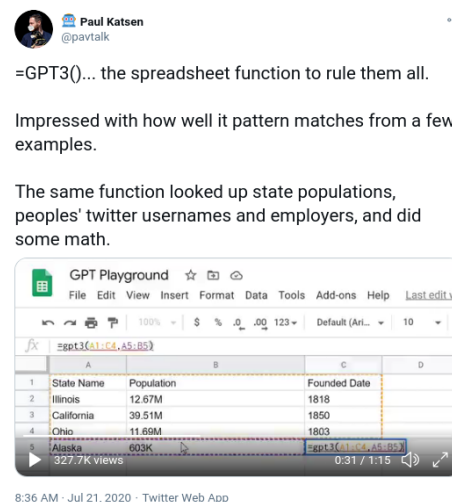 Paul Katsen
@pavtalk
=GPT3()... the spreadsheet function to rule them all.
Impressed with how well it pattern matches from a few
examples.
The same function looked up state populations,
peoples' twitter usernames and employers, and did
some math.
GPT Playground
File Edit View Insert Format Data Tools Add-ons Help Last edit
100% $ % .0 .00 123 Default (Ari... 10
fx =gpt3(A1:C4,A5:B5)
A B C D
1 State Name Population Founded Date
2 Illinois 12.67M 1818
3 California 39.51M 1850
4 Ohio 11.69M 1803
5 Alaska 603K =gpt3(A1:C4,A5:B5)
327.7K views 0:31 / 1:15
8:36 AM · Jul 21, 2020 · Twitter Web App